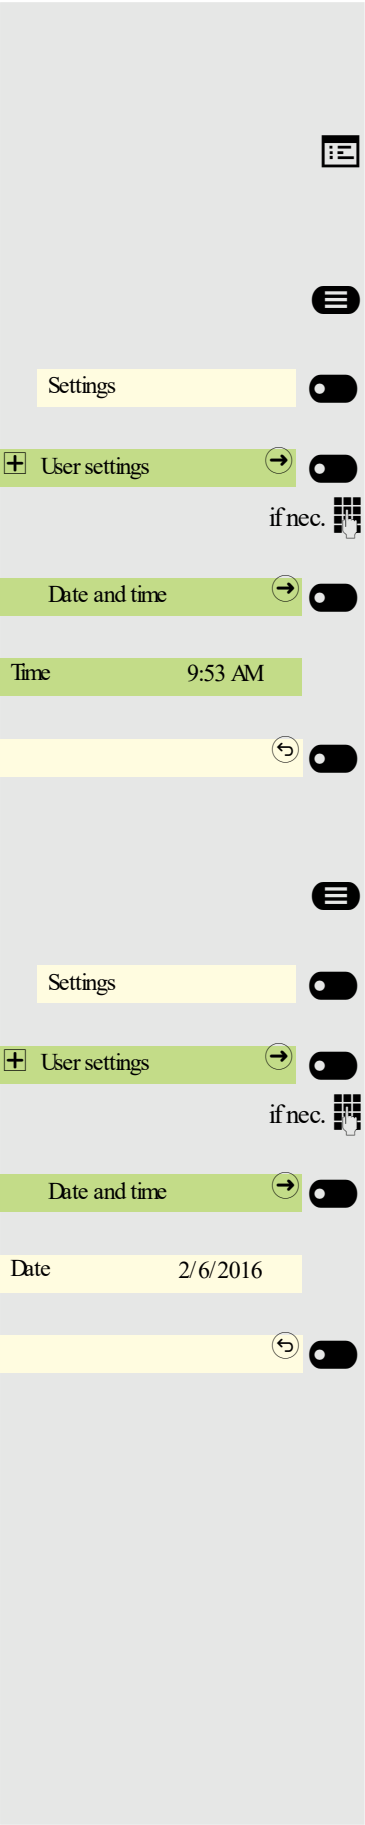 Settings
User settings
if nec.
Date and time
Time 9:53 AM
Settings
User settings
if nec.
Date and time
Date 2/6/2016